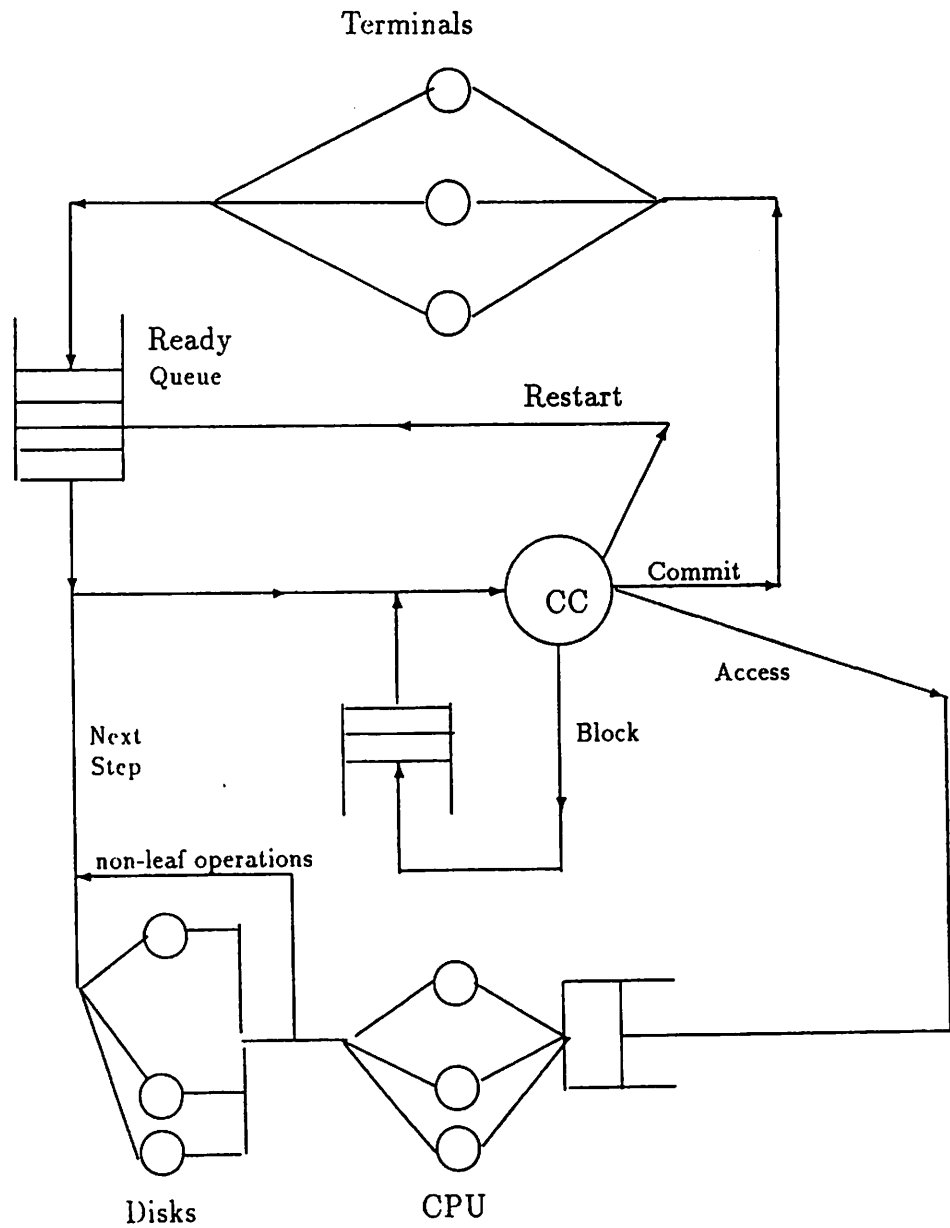 Terminals
Ready
Queue
Restart
CC
Commit
Access
Next
Step
Block
non-leaf operations
Disks
CPU